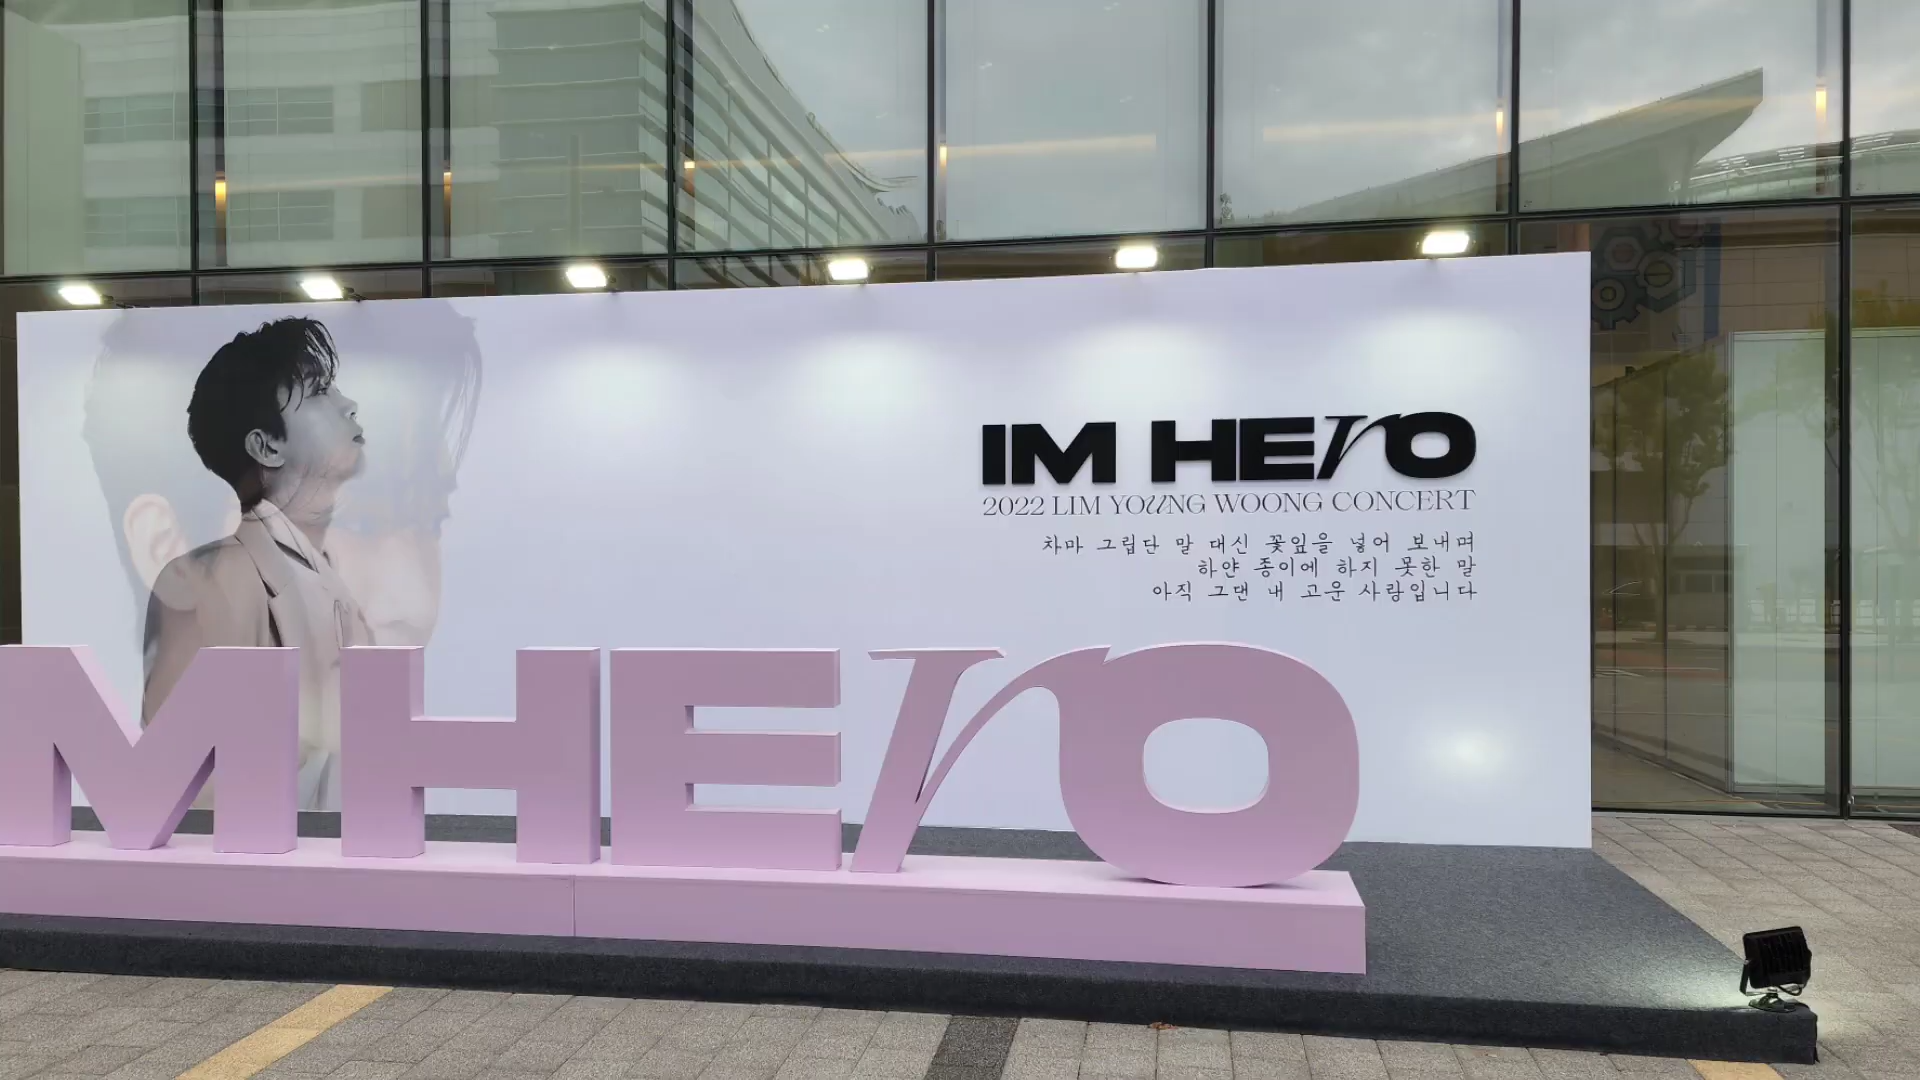 IM HERO
2022 LIM YOUNG WOONG CONCERT
차마 그립단 말 대신 꽃잎을 넣어 보내며
하얀 종이에 하지 못한 말
아직 그댄 내 고운 사랑입니다
M HERO